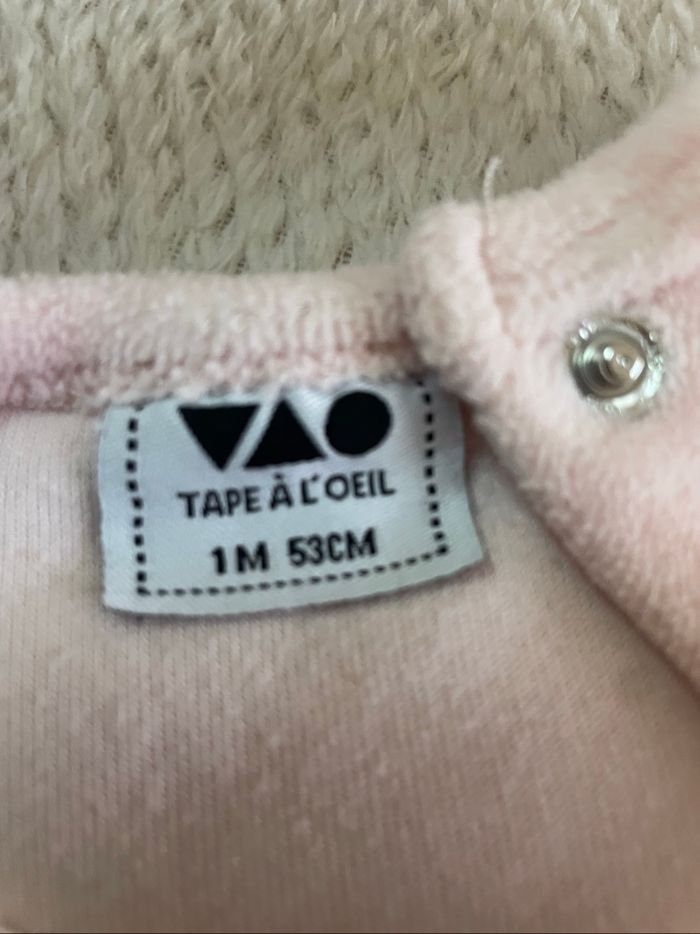 TAPE À L'OEIL
1M 53CM